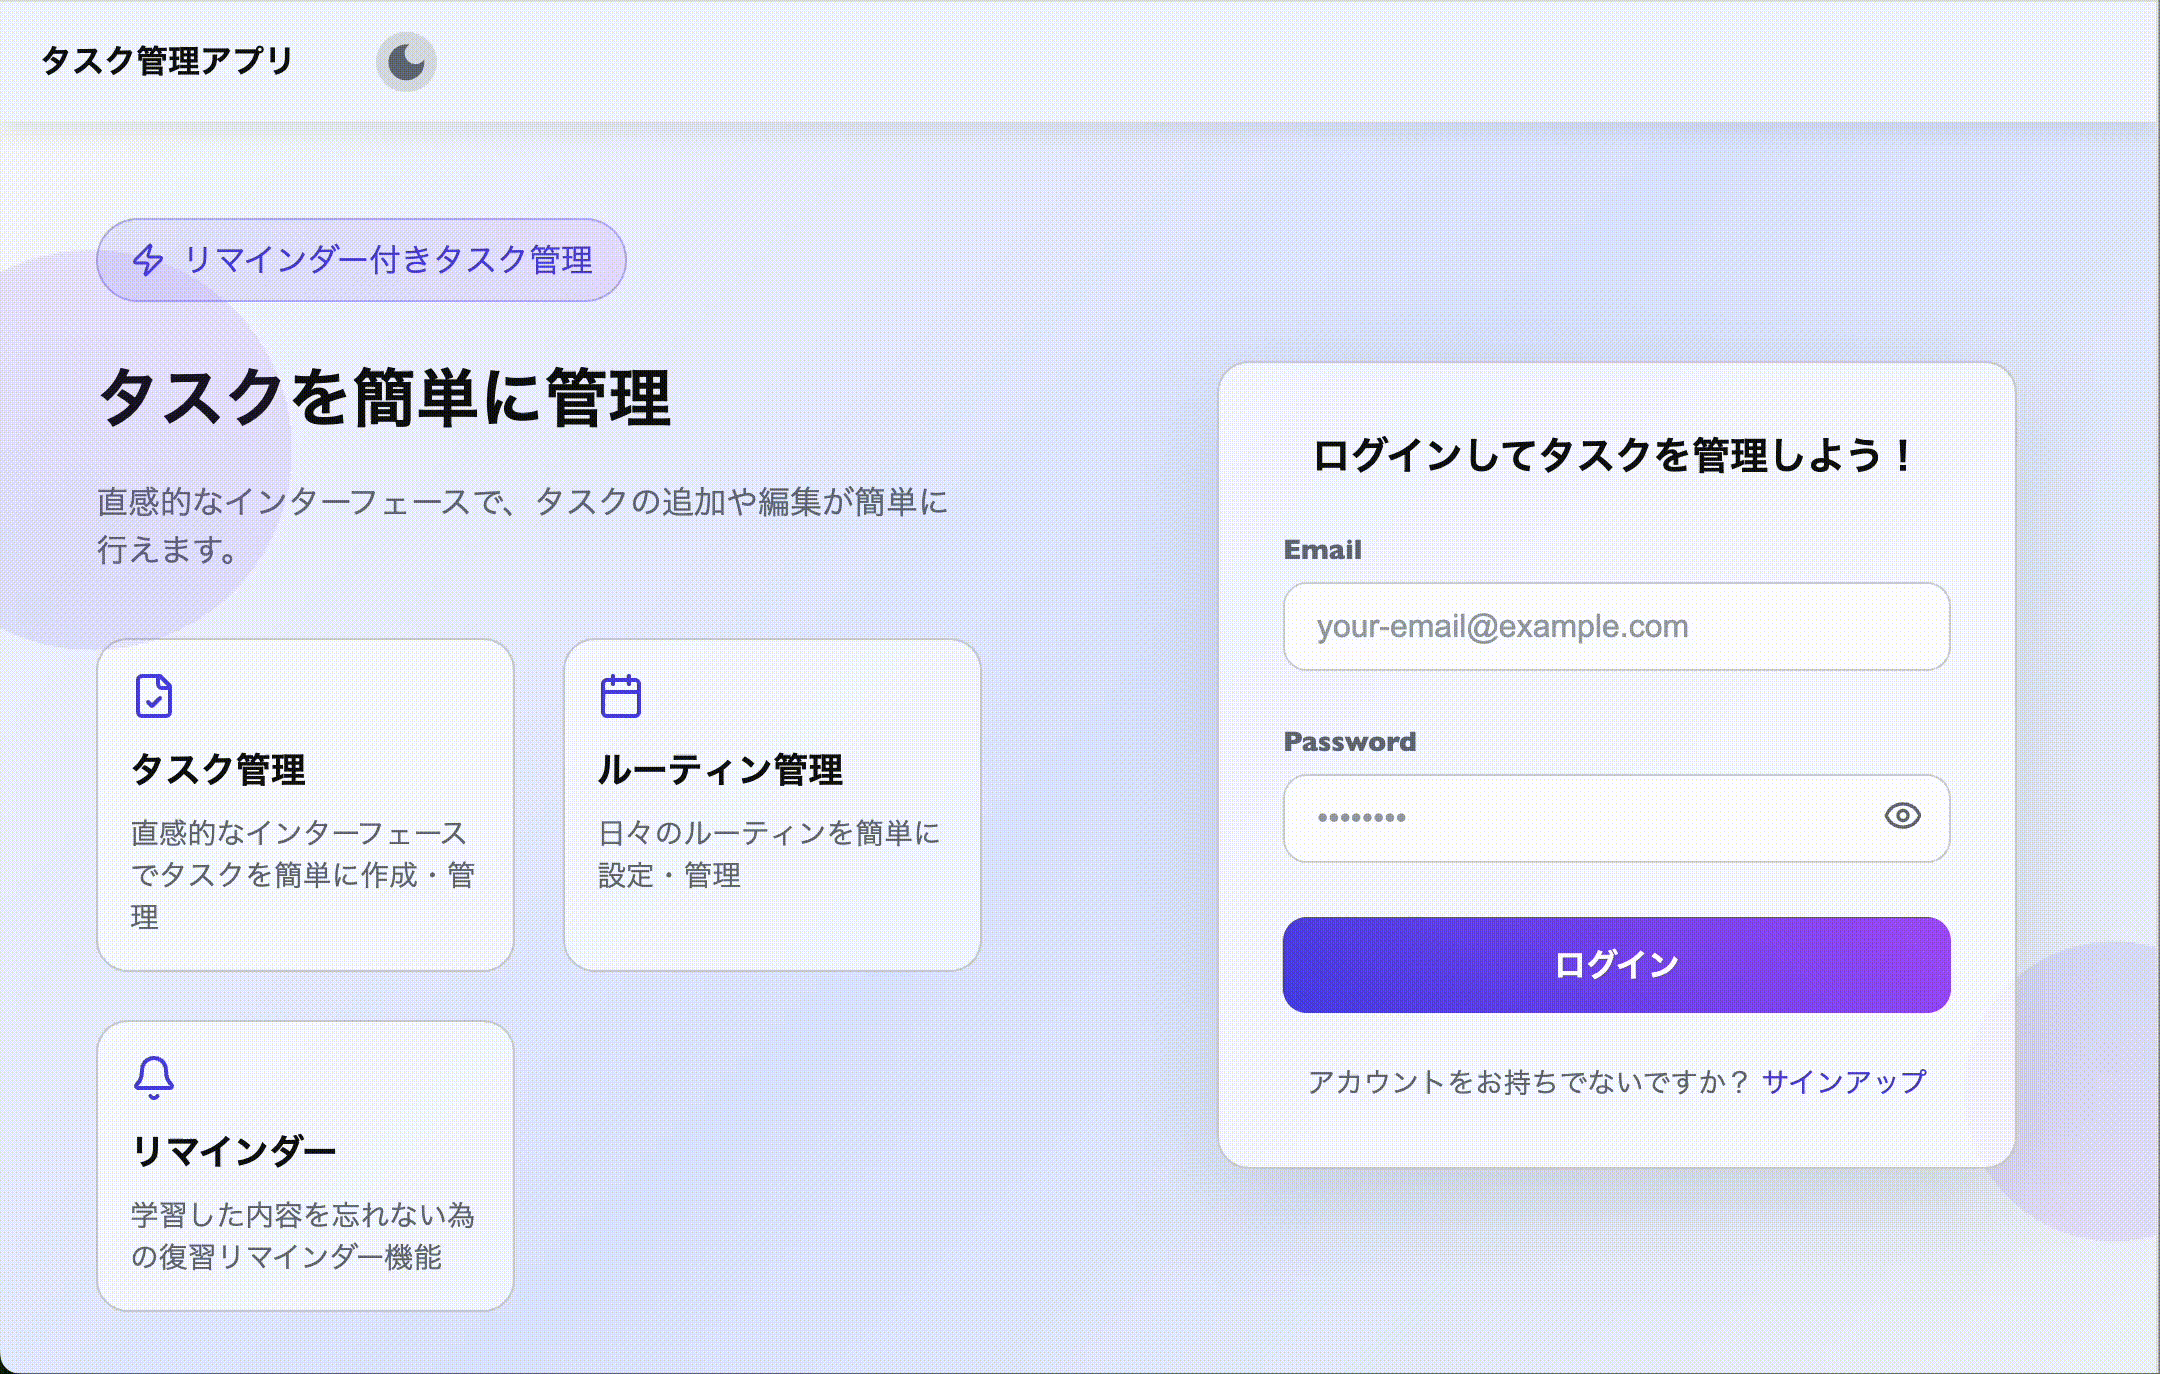 タスク管理アプリ
リマインダー付きタスク管理
タスクを簡単に管理
直感的なインターフェースで、タスクの追加や編集が簡単に
行えます。
タスク管理
直感的なインターフェース
でタスクを簡単に作成・管
理
ルーティン管理
日々のルーティンを簡単に
設定・管理
リマインダー
学習した内容を忘れない為
の復習リマインダー機能
ログインしてタスクを管理しよう！
Email
your-email@example.com
Password
••••••••
ログイン
アカウントをお持ちでないですか？ サインアップ